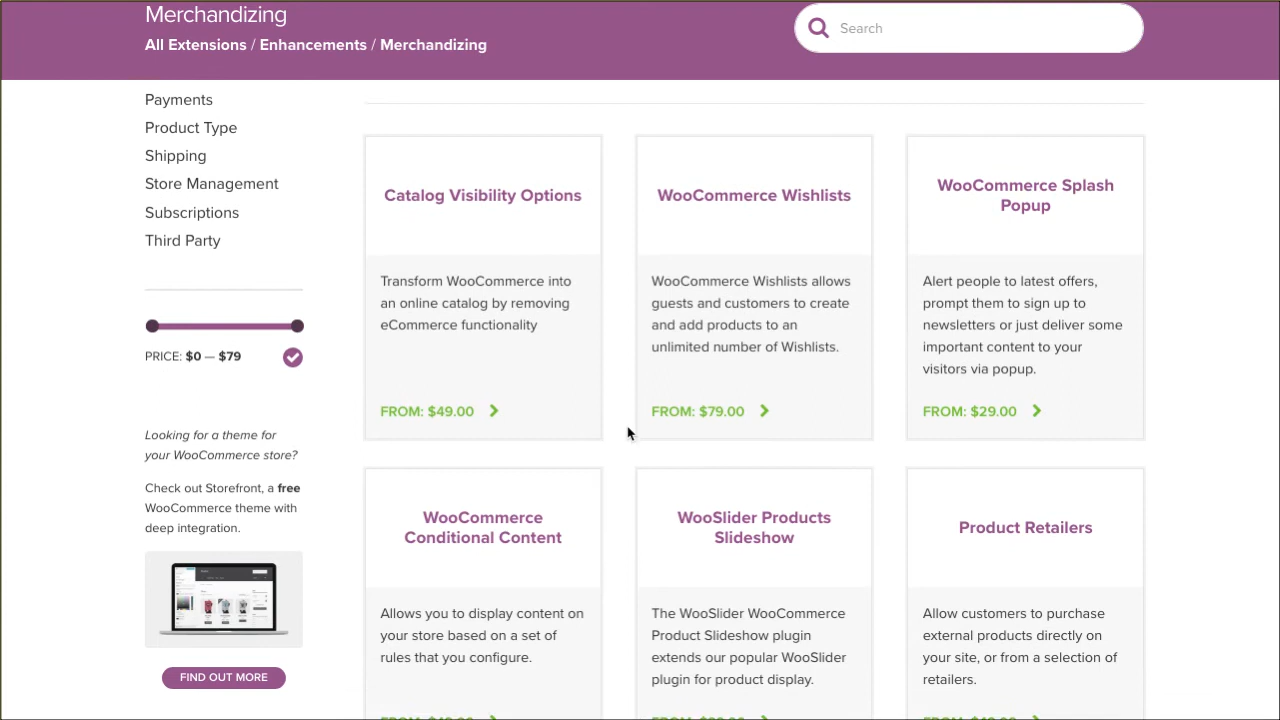 Merchandizing
All Extensions / Enhancements / Merchandizing
Search
Payments
Product Type
Shipping
Store Management
Subscriptions
Third Party
PRICE: $0 — $79
Looking for a theme for
your WooCommerce store?
Check out Storefront, a free
WooCommerce theme with
deep integration.
FIND OUT MORE
Catalog Visibility Options
Transform WooCommerce into
an online catalog by removing
eCommerce functionality
FROM: $49.00
WooCommerce Wishlists
WooCommerce Wishlists allows
guests and customers to create
and add products to an
unlimited number of Wishlists.
FROM: $79.00
WooCommerce Splash
Popup
Alert people to latest offers,
prompt them to sign up to
newsletters or just deliver some
important content to your
visitors via popup.
FROM: $29.00
WooCommerce
Conditional Content
Allows you to display content on
your store based on a set of
rules that you configure.
WooSlider Products
Slideshow
The WooSlider WooCommerce
Product Slideshow plugin
extends our popular WooSlider
plugin for product display.
Product Retailers
Allow customers to purchase
external products directly on
your site, or from a selection of
retailers.